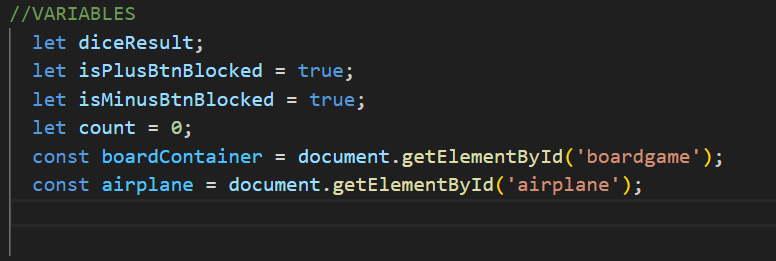 //VARIABLES
let diceResult;
let isPlusBtnBlocked = true;
let isMinusBtnBlocked = true;
let count = 0;
const boardContainer = document.getElementById('boardgame');
const airplane = document.getElementById('airplane');